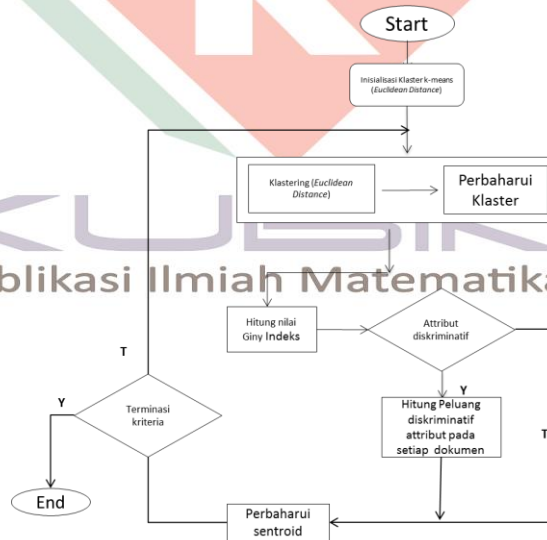 Start
Inisialisasi Klaster k-means
(Euclidean Distance)
Klastering (Euclidean
Distance)
Perbaharui
Klaster
KUBIK
blikasi Ilmiah Matematika
Hitung nilai
Giny Indeks
Attribut
diskriminatif
T
Y
Hitung Peluang
diskriminatif
attribut pada
setiap dokumen
T
Y
Terminasi
kriteria
End
Perbaharui
sentroid